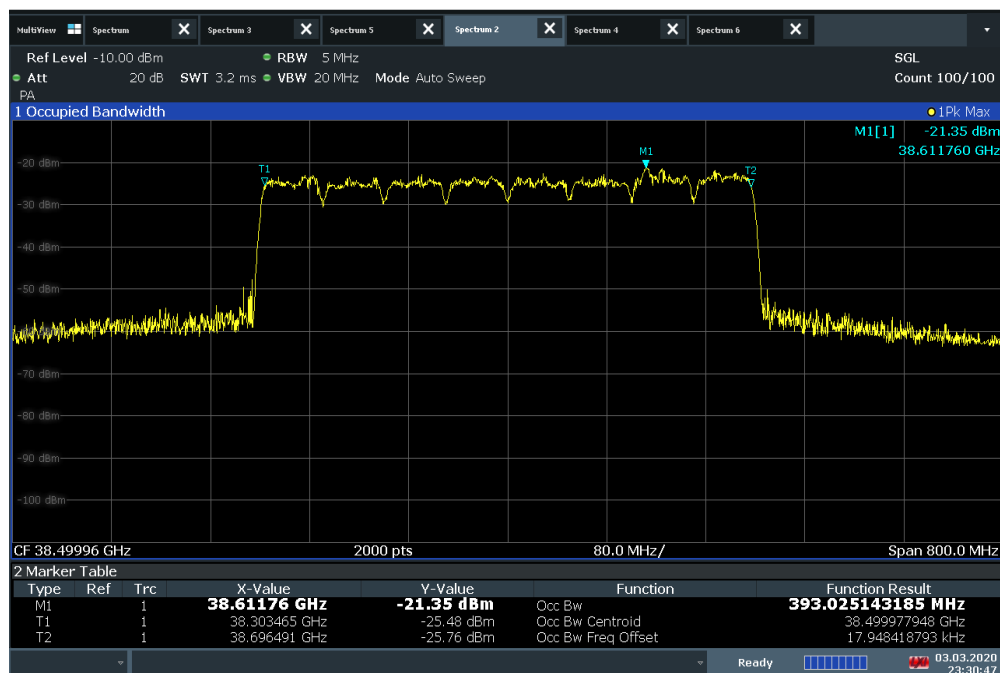 MultiView Spectrum X Spectrum 3 X Spectrum 5 X Spectrum 2 X Spectrum 4 X Spectrum 6 X
Ref Level -10.00 dBm RBW 5 MHz SGL
Att 20 dB SWT 3.2 ms VBW 20 MHz Mode Auto Sweep Count 100/100
PA
1 Occupied Bandwidth 1Pk Max
M1[1] -21.35 dBm
38.611760 GHz
M1
-20 dBm
T1
T2
-30 dBm
-40 dBm
-50 dBm
-70 dBm
-80 dBm
-90 dBm
-100 dBm
CF 38.49996 GHz 2000 pts 80.0 MHz/ Span 800.0 MHz
2 Marker Table
Type Ref Trc X-Value Y-Value Function Function Result
M1 1 38.61176 GHz -21.35 dBm Occ Bw 393.025143185 MHz
T1 1 38.303465 GHz -25.48 dBm Occ Bw Centroid 38.499977948 GHz
T2 1 38.696491 GHz -25.76 dBm Occ Bw Freq Offset 17.948418793 kHz
Ready 03.03.2020
23:30:47